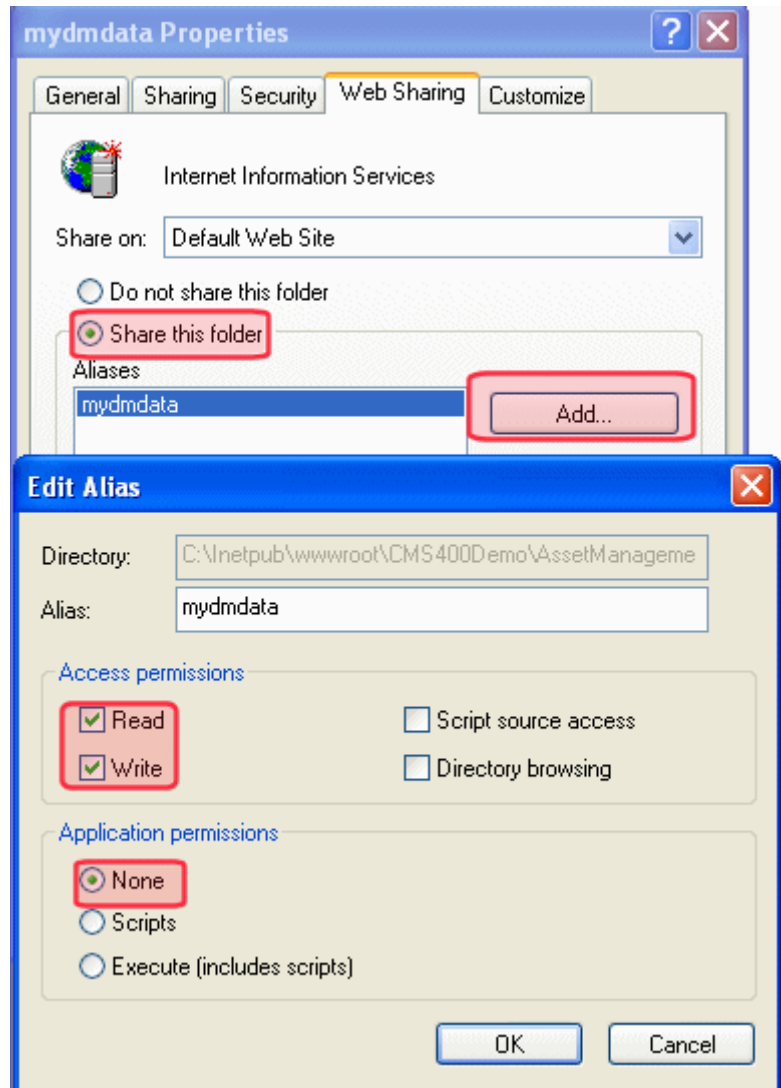 mydmdata Properties
General Sharing Security Web Sharing Customize
Internet Information Services
Share on: Default Web Site
Do not share this folder
Share this folder
Aliases
mydmdata Add...
Edit Alias
Directory: C:\Inetpub\wwwroot\CMS400Demo\AssetManageme
Alias: mydmdata
Access permissions
Read Script source access
Write Directory browsing
Application permissions
None
Scripts
Execute (includes scripts)
OK Cancel